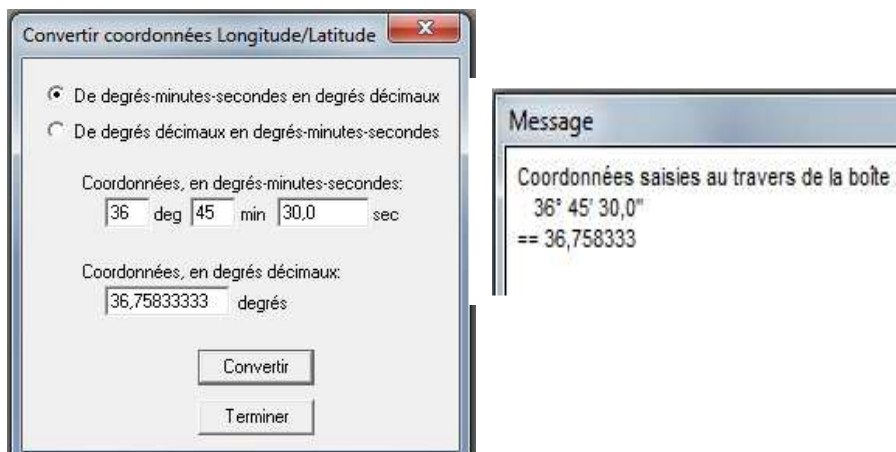 Convertir coordonnées Longitude/Latitude
De degrés-minutes-secondes en degrés décimaux
De degrés décimaux en degrés-minutes-secondes
Coordonnées, en degrés-minutes-secondes:
36 deg 45 min 30,0 sec
Coordonnées, en degrés décimaux:
36,75833333 degrés
Convertir
Terminer
Message
Coordonnées saisies au travers de la boîte
36° 45' 30,0"
== 36,758333